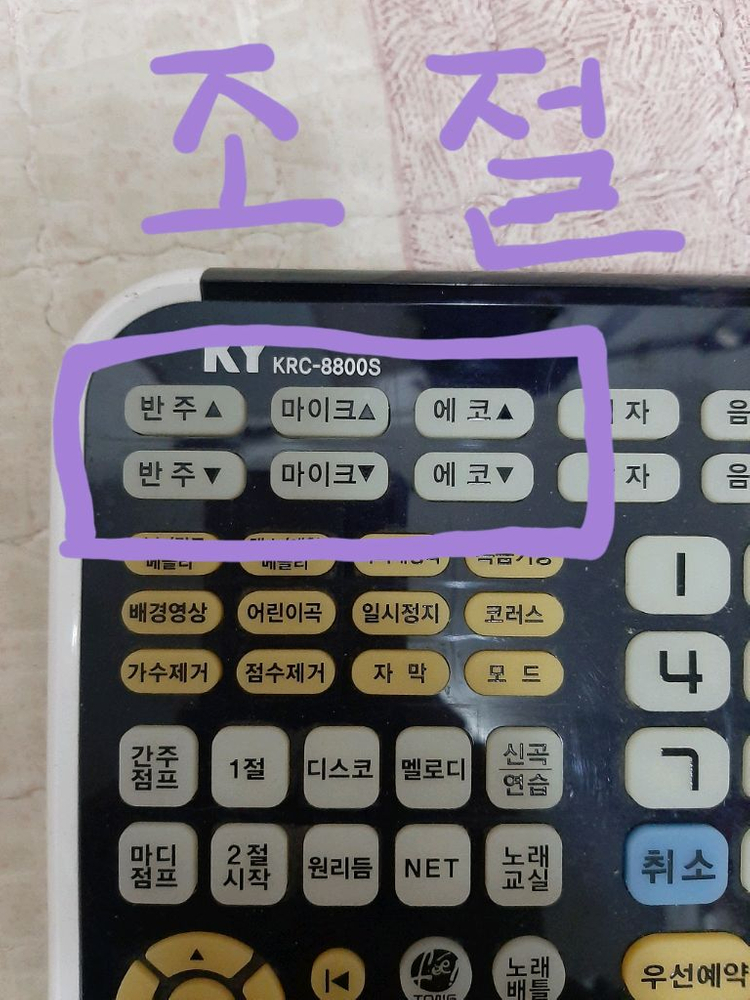 조절
KY KRC-8800S
반주▲ 마이크▲ 에코▲ 자 음
반주▼ 마이크▼ 에코▼ 자 음
메들리 메들리
배경영상 어린이곡 일시정지 코러스 1
가수제거 점수제거 자막 모드 4
간주점프 1절 디스코 멜로디 신곡연습 7
마디점프 2절시작 원리듬 NET 노래교실 취소
TONG 노래배틀 우선예약